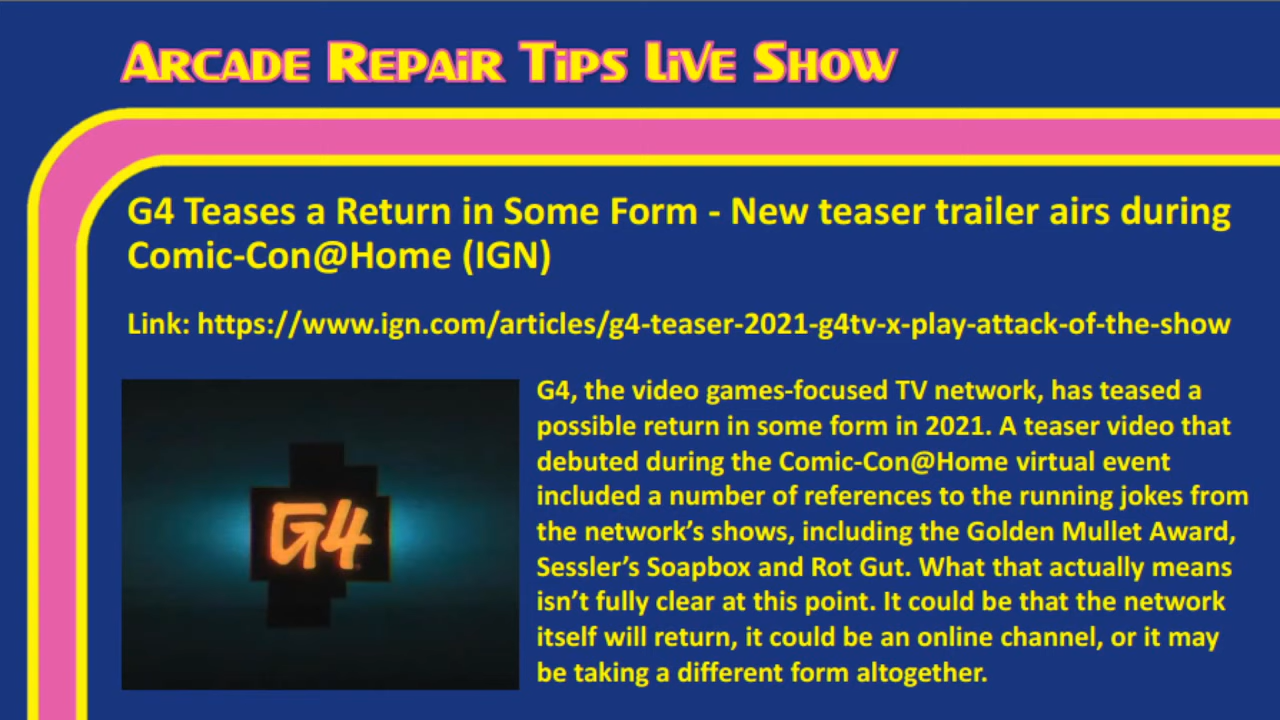 Arcade Repair Tips Live Show
G4 Teases a Return in Some Form - New teaser trailer airs during
Comic-Con@Home (IGN)
Link: https://www.ign.com/articles/g4-teaser-2021-g4tv-x-play-attack-of-the-show
G4
G4, the video games-focused TV network, has teased a
possible return in some form in 2021. A teaser video that
debuted during the Comic-Con@Home virtual event
included a number of references to the running jokes from
the network’s shows, including the Golden Mullet Award,
Sessler’s Soapbox and Rot Gut. What that actually means
isn’t fully clear at this point. It could be that the network
itself will return, it could be an online channel, or it may
be taking a different form altogether.